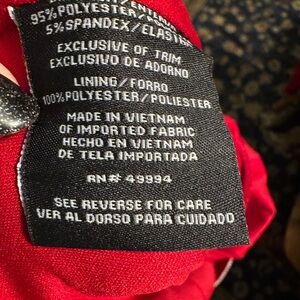 95%POLYESTER/POLIE
5%SPANDEX/ELAST
EXCLUSIVE OF TRIM
EXCLUSIVO DE ADORNO
LINING/FORRO
100%POLYESTER/POLIESTER
MADE IN VIETNAM
OF IMPORTED FABRIC
HECHO EN VIETNAM
DE TELA IMPORTADA
RN# 49994
SEE REVERSE FOR CARE
VER AL DORSO PARA CUIDADO